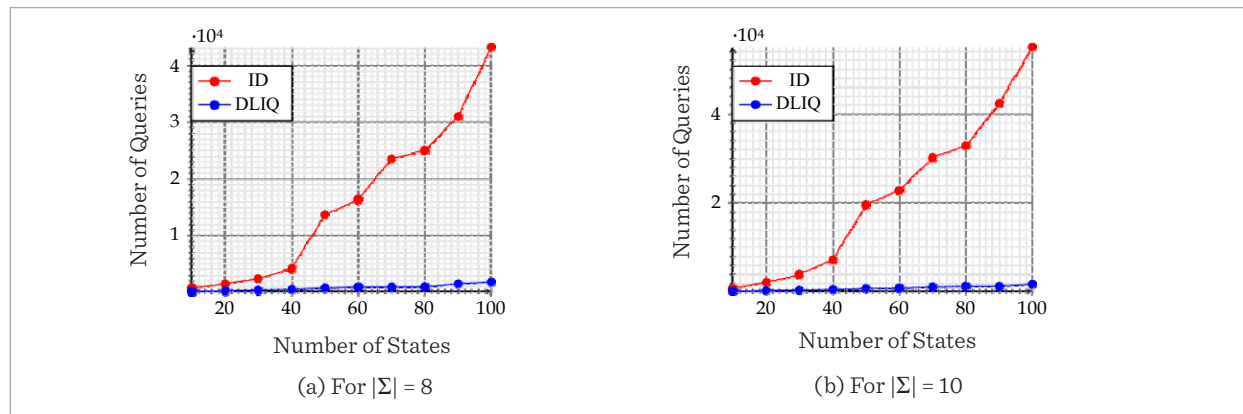 ·10⁴
4
3
2
1
Number of Queries
ID
DLIQ
20 40 60 80 100
Number of States
(a) For |Σ| = 8
·10⁴
4
2
Number of Queries
ID
DLIQ
20 40 60 80 100
Number of States
(b) For |Σ| = 10